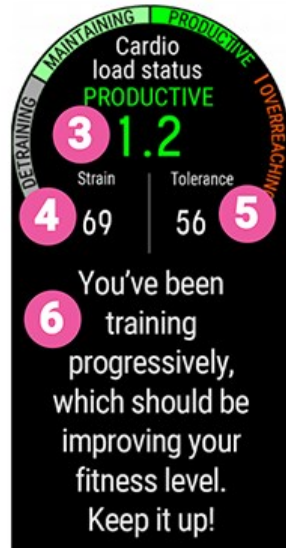 DETRAINING
MAINTAINING
PRODUCTIVE
OVERREACHING
Cardio
load status
PRODUCTIVE
3
1.2
Strain
Tolerance
4
69
56
5
6
You've been
training
progressively,
which should be
improving your
fitness level.
Keep it up!